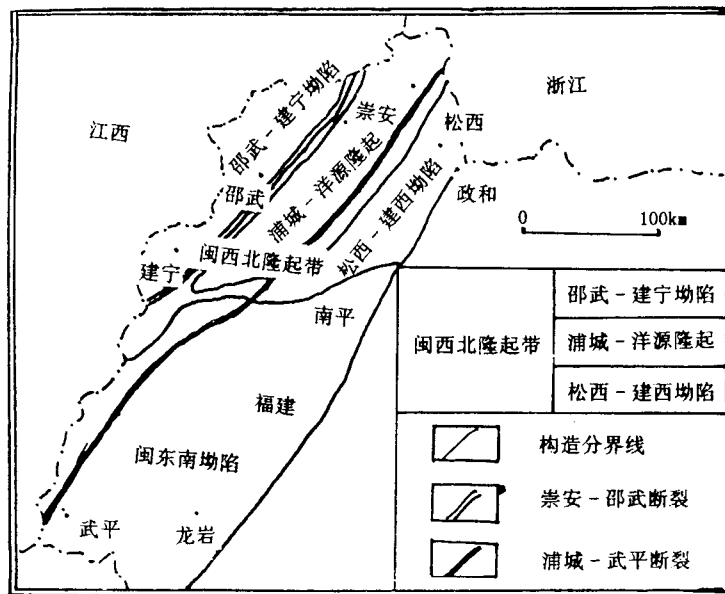 浙江
江西
崇安
松西
邵武-建宁坳陷
浦城-洋源隆起
松西-建西坳陷
政和
邵武
0 100km
闽西北隆起带
建宁
南平
福建
闽东南坳陷
武平
龙岩
闽西北隆起带
邵武-建宁坳陷
浦城-洋源隆起
松西-建西坳陷
构造分界线
崇安-邵武断裂
浦城-武平断裂